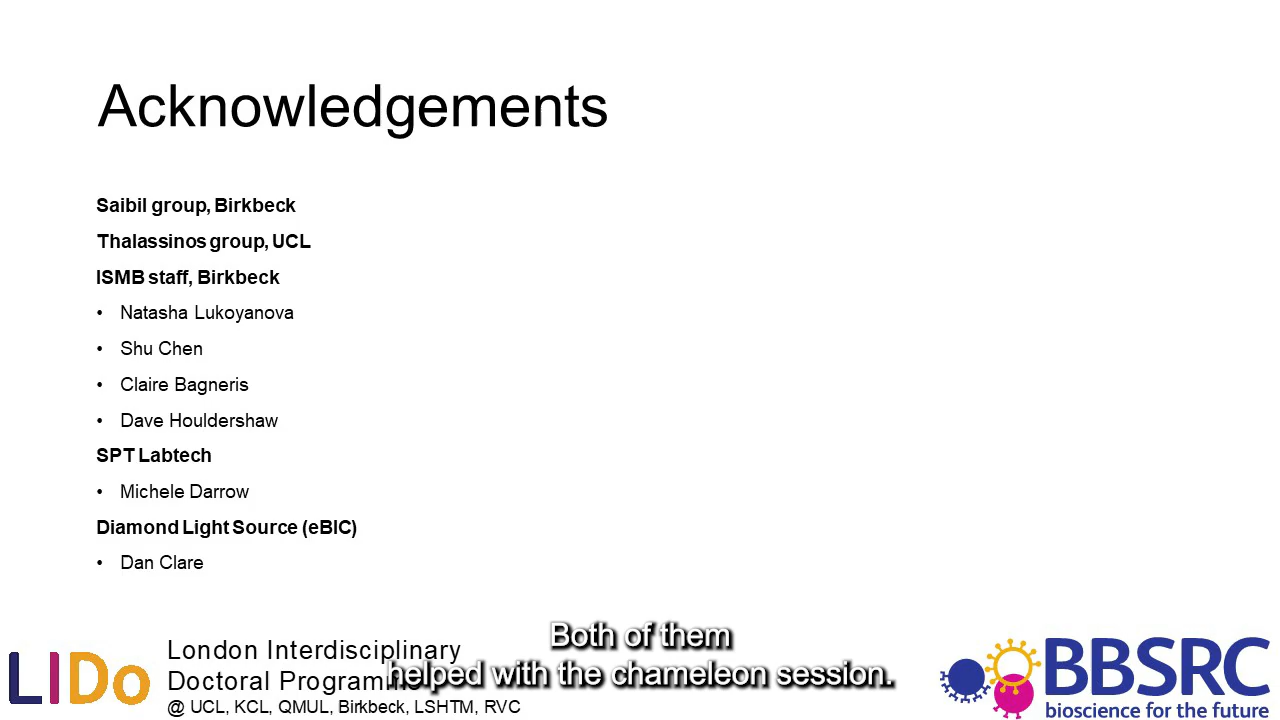 Acknowledgements
Saibil group, Birkbeck
Thalassinos group, UCL
ISMB staff, Birkbeck
• Natasha Lukoyanova
• Shu Chen
• Claire Bagneris
• Dave Houldershaw
SPT Labtech
• Michele Darrow
Diamond Light Source (eBIC)
• Dan Clare
Both of them
helped with the chameleon session.
LIDo
London Interdisciplinary
Doctoral Programme
@ UCL, KCL, QMUL, Birkbeck, LSHTM, RVC
BBSRC
bioscience for the future